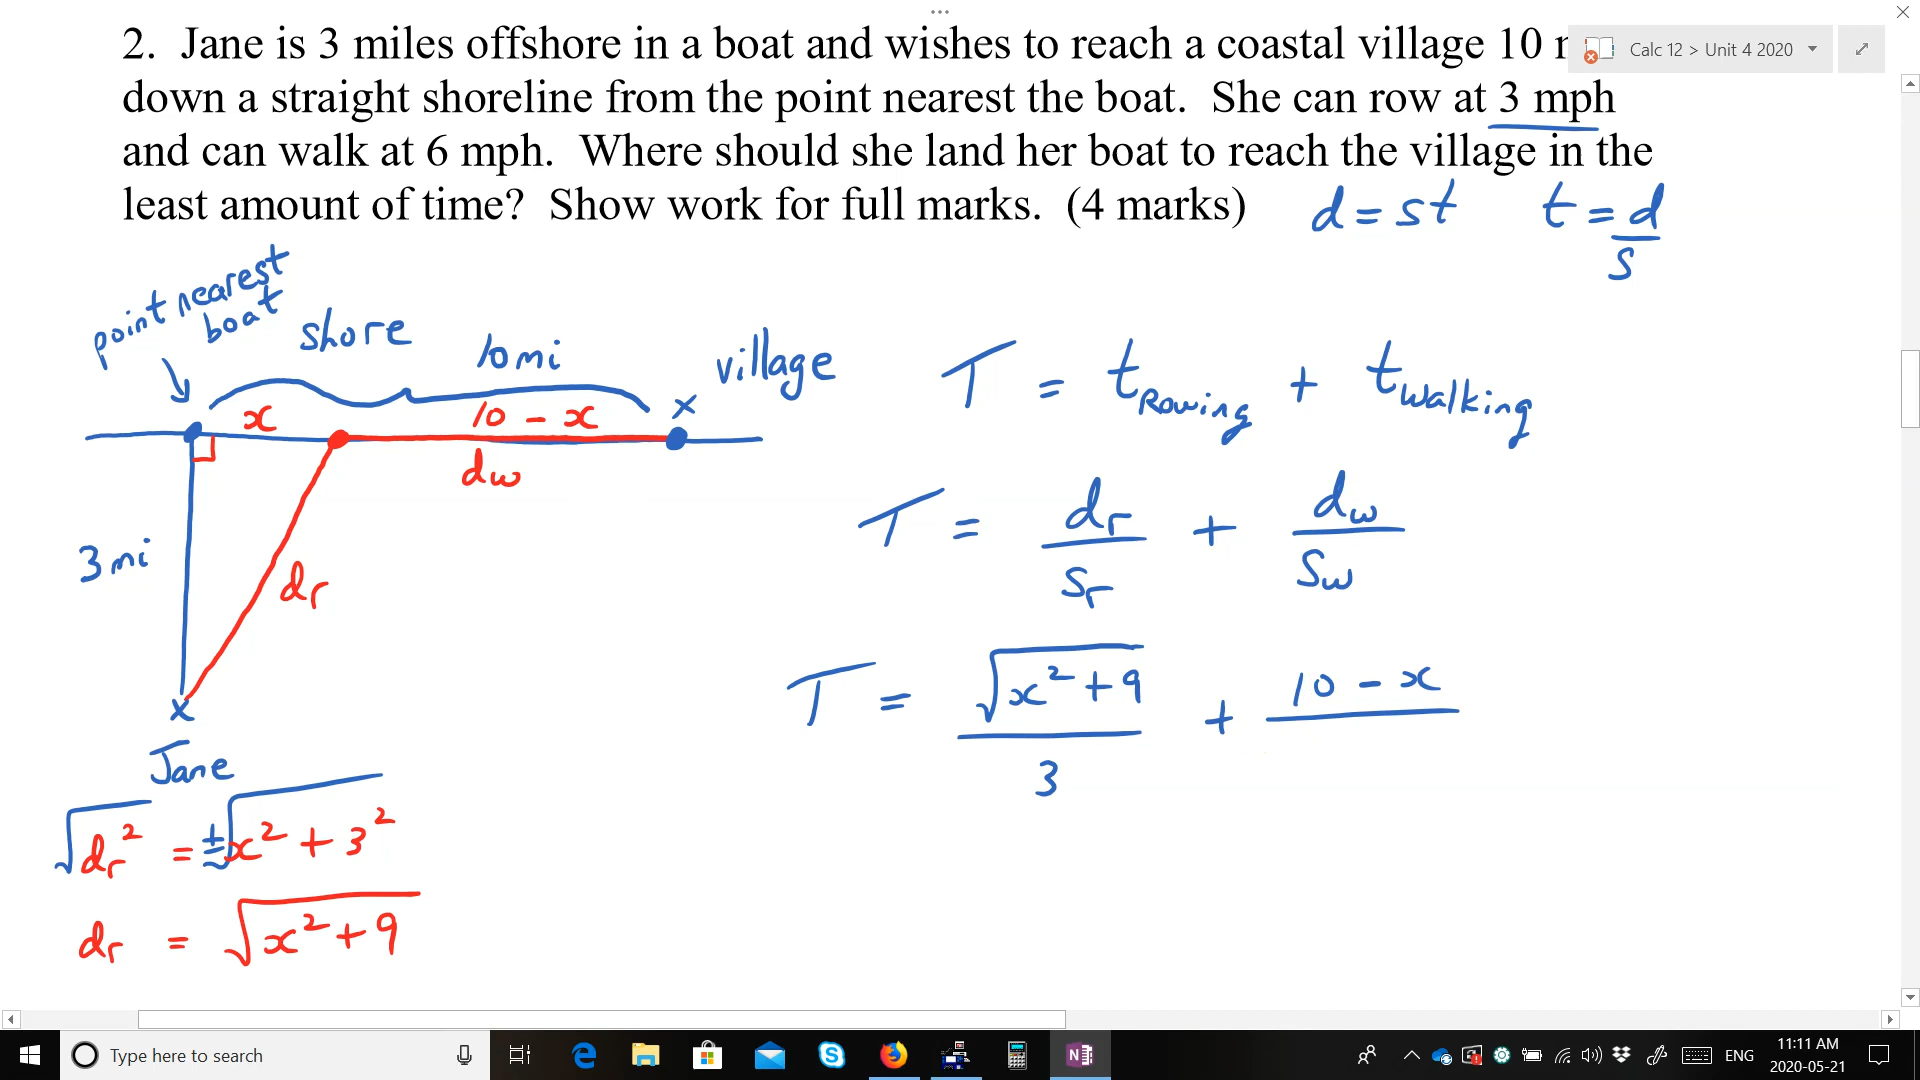 2. Jane is 3 miles offshore in a boat and wishes to reach a coastal village 10
Calc 12 > Unit 4 2020
down a straight shoreline from the point nearest the boat. She can row at 3 mph
and can walk at 6 mph. Where should she land her boat to reach the village in the
least amount of time? Show work for full marks. (4 marks)
d = st t = d/s
point nearest
boat
shore
10 mi
village
x
10 - x
x
dw
3 mi
dr
x
Jane
√dr² = ±√x² + 3²
dr = √x² + 9
T = tRowing + tWalking
T = dr/sr + dw/sw
T = √x² + 9/3 + 10 - x
Type here to search
ENG
11:11 AM
2020-05-21